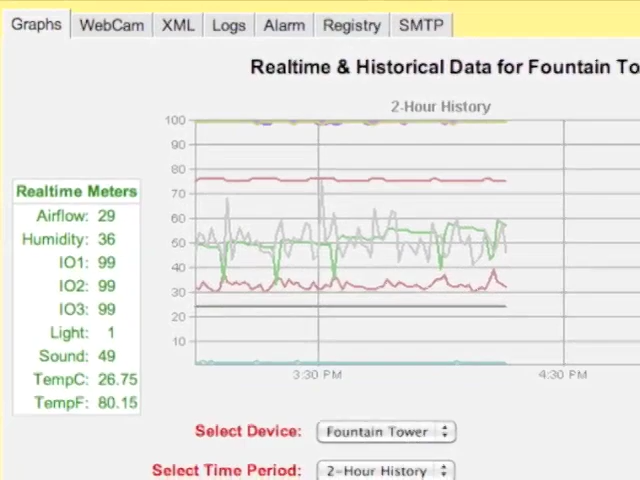 Graphs WebCam XML Logs Alarm Registry SMTP
Realtime & Historical Data for Fountain To
2-Hour History
100
90
80
70
60
50
40
30
20
10
3:30 PM 4:30 PM
Realtime Meters
Airflow: 29
Humidity: 36
IO1: 99
IO2: 99
IO3: 99
Light: 1
Sound: 49
TempC: 26.75
TempF: 80.15
Select Device: Fountain Tower
Select Time Period: 2-Hour History